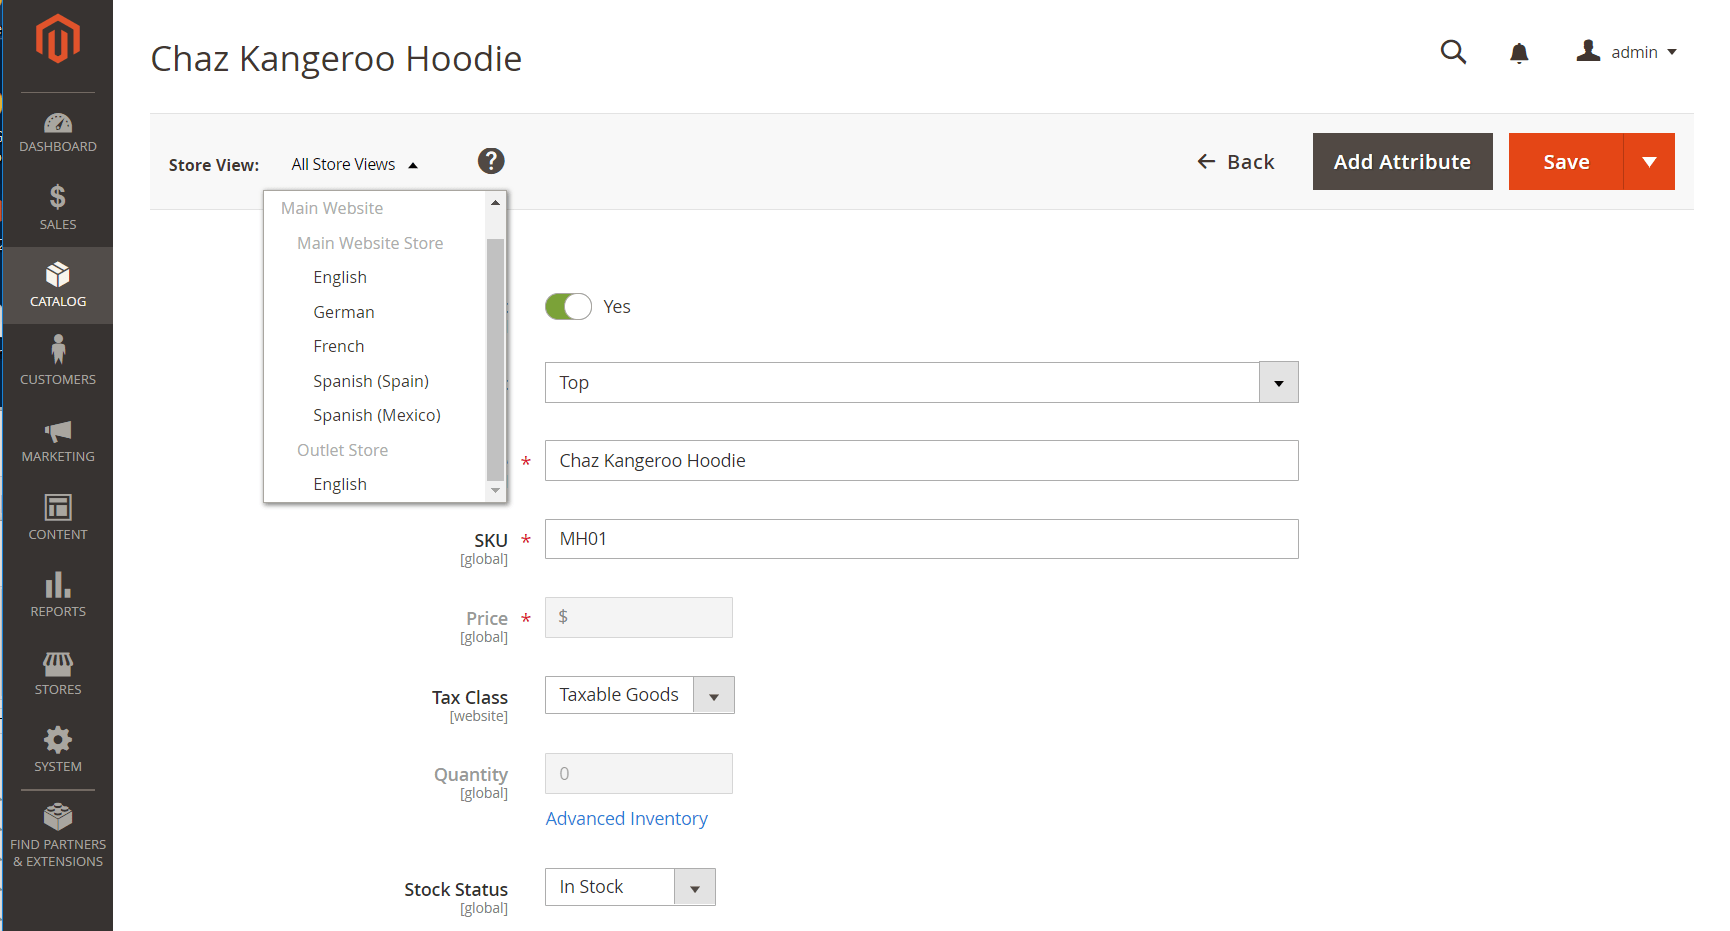 Chaz Kangeroo Hoodie
admin
Store View: All Store Views ?
Back
Add Attribute
Save
DASHBOARD
SALES
CATALOG
CUSTOMERS
MARKETING
CONTENT
REPORTS
STORES
SYSTEM
FIND PARTNERS
& EXTENSIONS
Main Website
Main Website Store
English
German
French
Spanish (Spain)
Spanish (Mexico)
Outlet Store
English
Yes
Top
* Chaz Kangeroo Hoodie
SKU * MH01
[global]
Price * $
[global]
Tax Class Taxable Goods
[website]
Quantity 0
[global]
Advanced Inventory
Stock Status In Stock
[global]